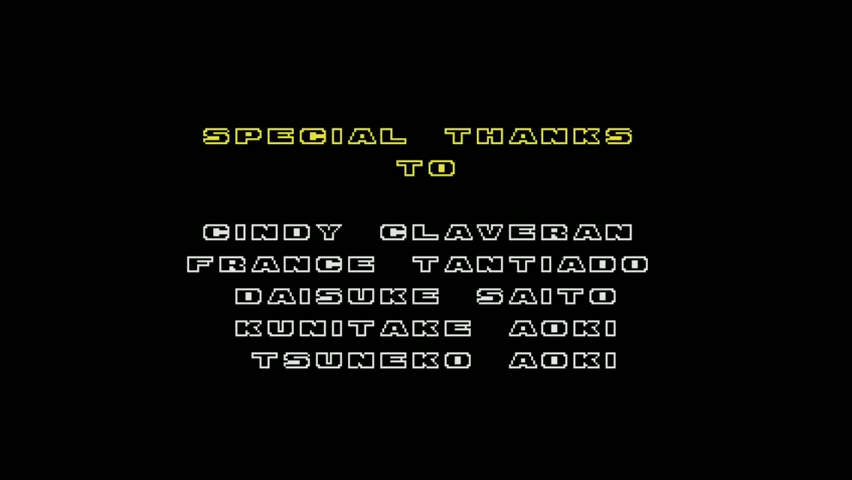 SPECIAL THANKS
TO
CINDY CLAVERAN
FRANCE TANTIADO
DAISUKE SAITO
KUNITAKE AOKI
TSUNEKO AOKI